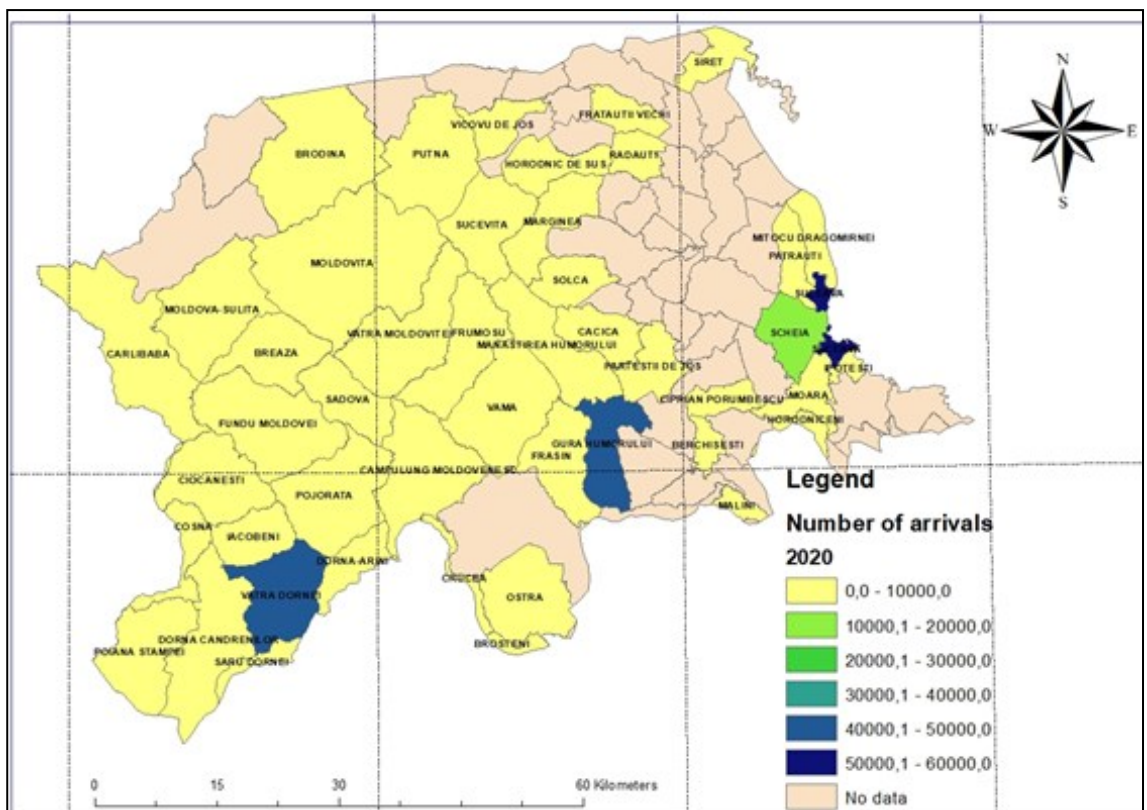 N
W E
S
SIRET
VICOVU DE JOS
FRATAUTII VECHI
BRODINA
PUTNA
HORODNIC DE SUS
RADAUTI
SUCEVITA
MARGINEA
MITOCU DRAGOMIRNEI
PATRAUTI
MOLDOVITA
SOLCA
MOLDOVA-SULITA
SCHEIA
VATRA MOLDOVITEI
FRUMOSU
CACICA
MANASTIREA HUMORULUI
CARLIBABA
BREAZA
PARTESTII DE JOS
SADOVA
CIPRIAN PORUMBESCU
MOARA
VAMA
HORODNICENI
FUNDU MOLDOVEI
GURA HUMORULUI
BERCHISESTI
FRASIN
CAMPULUNG MOLDOVENESC
CIOCANESTI
POJORATA
MALINI
COSNA
IACOBENI
DORNA-ARINI
CRUCEA
VATRA DORNEI
OSTRA
DORNA CANDRENILOR
BROSTENI
POIANA STAMPEI
SARU DORNEI
Legend
Number of arrivals
2020
0,0 - 10000,0
10000,1 - 20000,0
20000,1 - 30000,0
30000,1 - 40000,0
40000,1 - 50000,0
50000,1 - 60000,0
No data
0 15 30 60 Kilometers